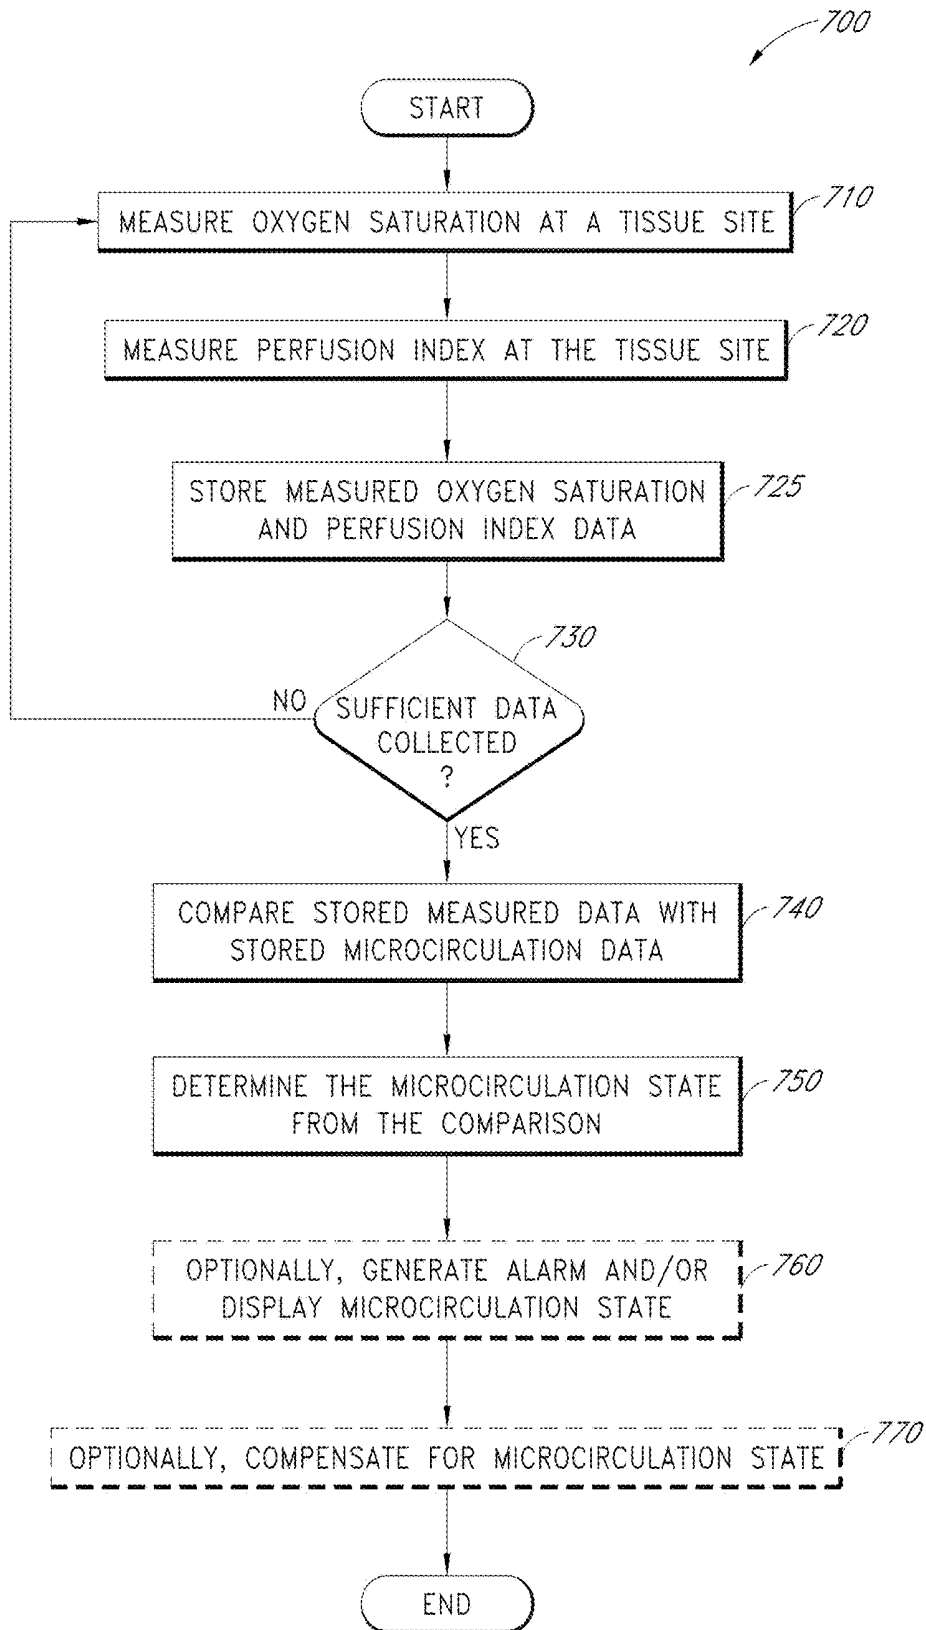 700
START
MEASURE OXYGEN SATURATION AT A TISSUE SITE
710
MEASURE PERFUSION INDEX AT THE TISSUE SITE
720
STORE MEASURED OXYGEN SATURATION
AND PERFUSION INDEX DATA
725
730
NO
SUFFICIENT DATA
COLLECTED
?
YES
COMPARE STORED MEASURED DATA WITH
STORED MICROCIRCULATION DATA
740
DETERMINE THE MICROCIRCULATION STATE
FROM THE COMPARISON
750
OPTIONALLY, GENERATE ALARM AND/OR
DISPLAY MICROCIRCULATION STATE
760
OPTIONALLY, COMPENSATE FOR MICROCIRCULATION STATE
770
END